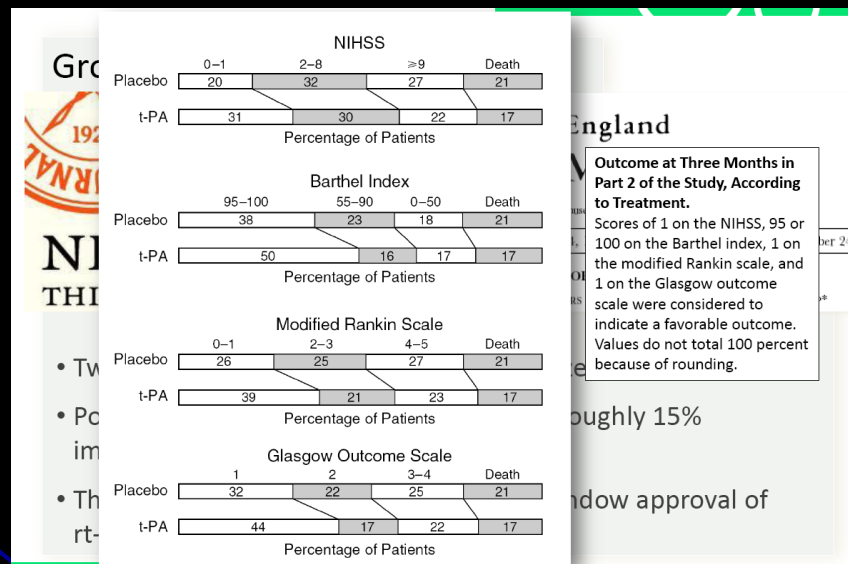 Gro
192
England
NE
THE
NIHSS
0–1 2–8 ≥9 Death
Placebo 20 32 27 21
t-PA 31 30 22 17
Percentage of Patients
Barthel Index
95–100 55–90 0–50 Death
Placebo 38 23 18 21
t-PA 50 16 17 17
Percentage of Patients
Modified Rankin Scale
0–1 2–3 4–5 Death
Placebo 26 25 27 21
t-PA 39 21 23 17
Percentage of Patients
Glasgow Outcome Scale
1 2 3–4 Death
Placebo 32 22 25 21
t-PA 44 17 22 17
Percentage of Patients
Outcome at Three Months in
Part 2 of the Study, According
to Treatment.
Scores of 1 on the NIHSS, 95 or
100 on the Barthel index, 1 on
the modified Rankin scale, and
1 on the Glasgow outcome
scale were considered to
indicate a favorable outcome.
Values do not total 100 percent
because of rounding.
• Tw
• Po oughly 15%
im
• Th ndow approval of
rt-